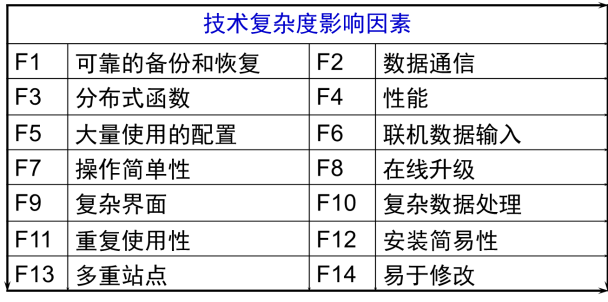 技术复杂度影响因素
F1 可靠的备份和恢复 F2 数据通信
F3 分布式函数 F4 性能
F5 大量使用的配置 F6 联机数据输入
F7 操作简单性 F8 在线升级
F9 复杂界面 F10 复杂数据处理
F11 重复使用性 F12 安装简易性
F13 多重站点 F14 易于修改